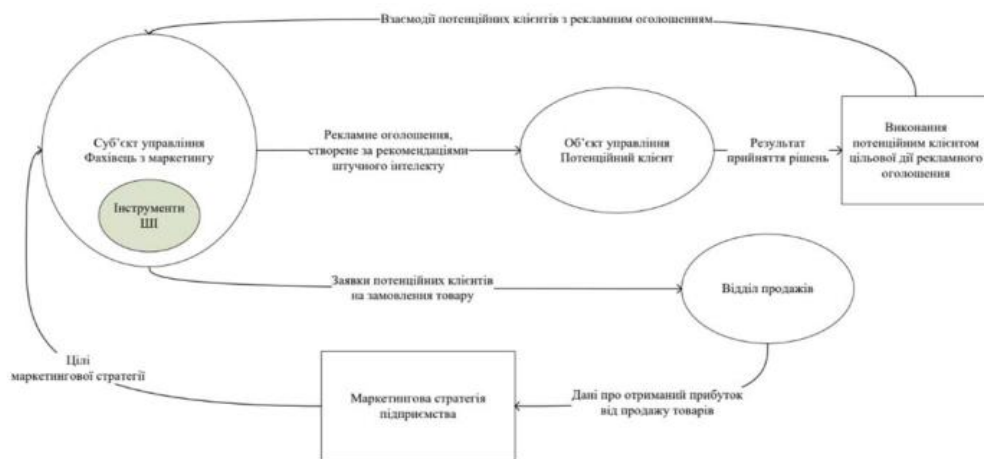 Взаємодії потенційних клієнтів з рекламним оголошенням
Суб'єкт управління
Фахівець з маркетингу
Інструменти
ШІ
Рекламне оголошення,
створене за рекомендаціями
штучного інтелекту
Об'єкт управління
Потенційний клієнт
Результат
прийняття рішень
Виконання
потенційним клієнтом
цільової дії рекламного
оголошення
Заявки потенційних клієнтів
на замовлення товару
Відділ продажів
Цілі
маркетингової стратегії
Маркетингова стратегія
підприємства
Дані про отриманий прибуток
від продажу товарів